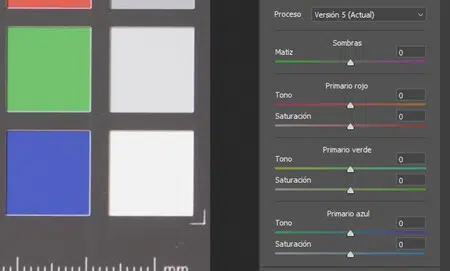 Proceso Versión 5 (Actual)
Sombras
Matiz 0
Primario rojo
Tono 0
Saturación 0
Primario verde
Tono 0
Saturación 0
Primario azul
Tono 0
Saturación 0
mm